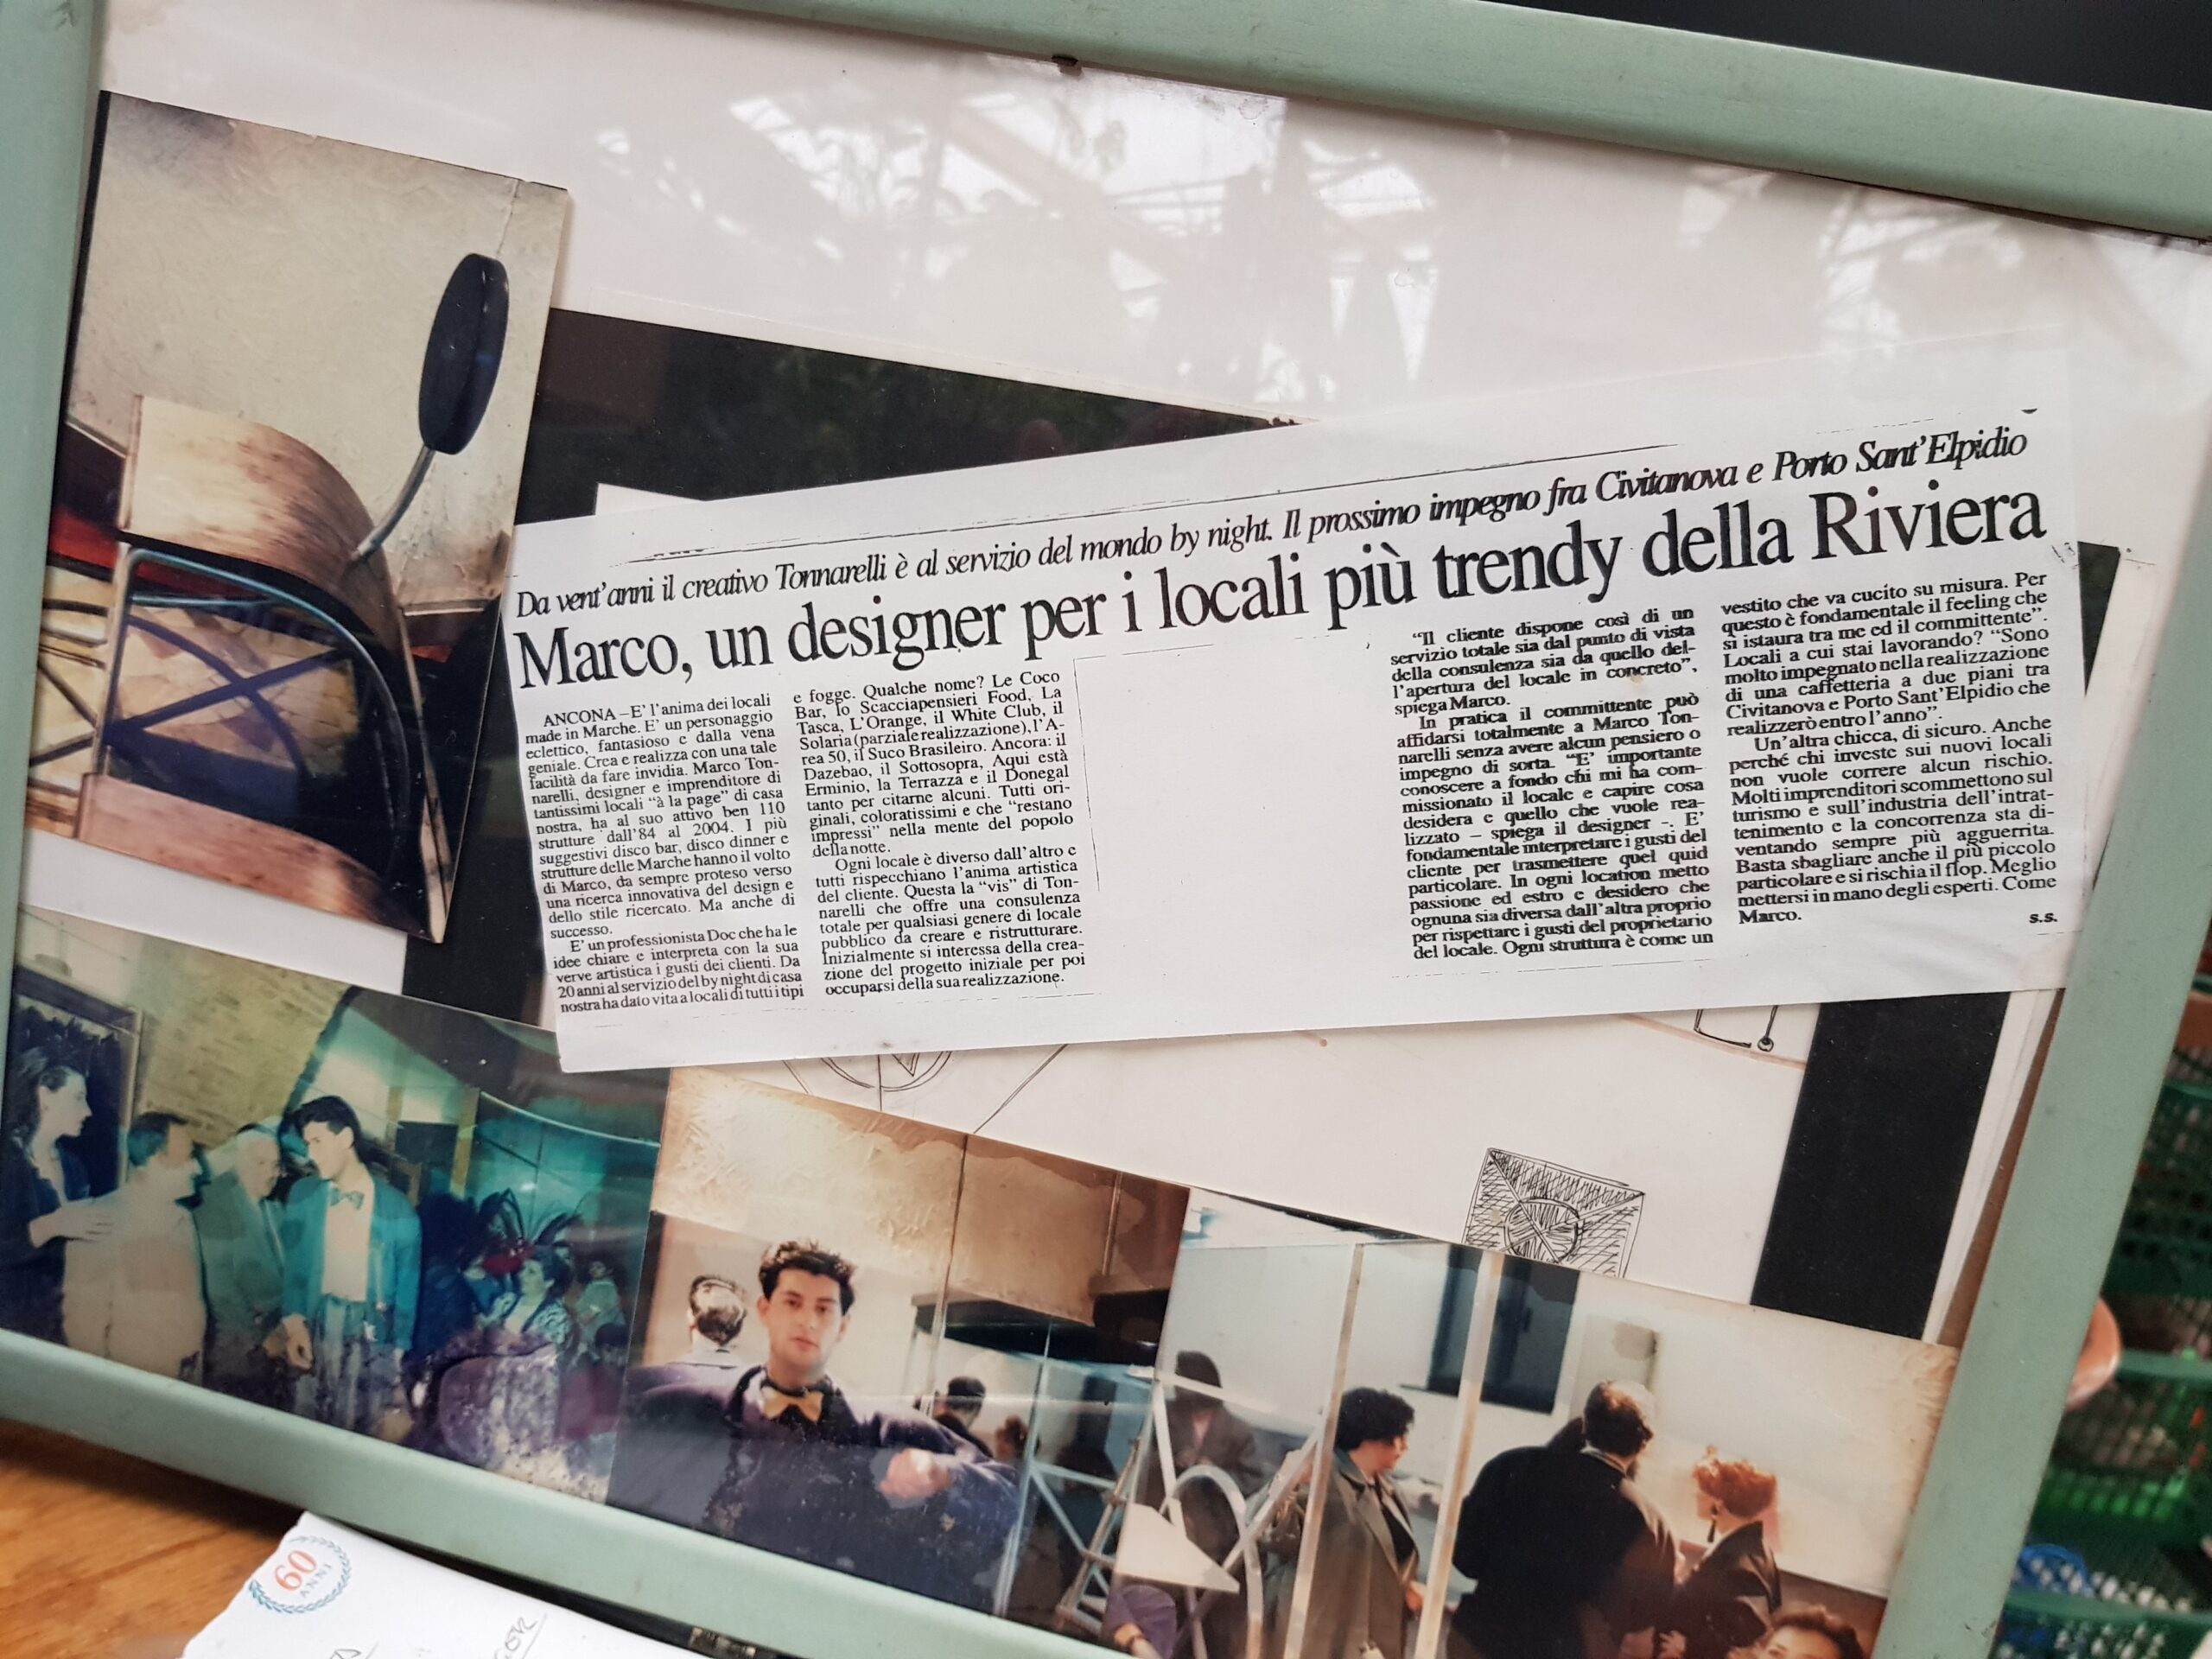 Da vent'anni il creativo Tonnarelli è al servizio del mondo by night. Il prossimo impegno fra Civitanova e Porto Sant'Elpidio
Marco, un designer per i locali più trendy della Riviera
ANCONA – E' l'anima dei locali
made in Marche. E' un personaggio
eclettico, fantasioso e dalla vena
geniale. Crea e realizza con una tale
facilità da fare invidia. Marco Ton-
narelli, designer e imprenditore di
tantissimi locali "à la page" di casa
nostra, ha al suo attivo ben 110
strutture dall'84 al 2004. I più
suggestivi disco bar, disco dinner e
strutture delle Marche hanno il volto
di Marco, da sempre proteso verso
una ricerca innovativa del design e
dello stile ricercato. Ma anche di
successo.
E' un professionista Doc che ha le
idee chiare e interpreta con la sua
verve artistica i gusti dei clienti. Da
20 anni al servizio del by night di casa
nostra ha dato vita a locali di tutti i tipi
e fogge. Qualche nome? Le Coco
Bar, lo Scacciapensieri Food, La
Tasca, L'Orange, il White Club, il
Solaria (parziale realizzazione), l'A-
rea 50, il Suco Brasileiro. Ancora: il
Dazebao, il Sottosopra, Aqui està
Erminio, la Terrazza e il Donegal
tanto per citarne alcuni. Tutti ori-
ginali, coloratissimi e che "restano
impressi" nella mente del popolo
della notte.
Ogni locale è diverso dall'altro e
tutti rispecchiano l'anima artistica
del cliente. Questa la "vis" di Ton-
narelli che offre una consulenza
totale per qualsiasi genere di locale
pubblico da creare e ristrutturare.
Inizialmente si interessa della crea-
zione del progetto iniziale per poi
occuparsi della sua realizzazione.
"Il cliente dispone così di un
servizio totale sia dal punto di vista
della consulenza sia da quello del-
l'apertura del locale in concreto",
spiega Marco.
In pratica il committente può
affidarsi totalmente a Marco Ton-
narelli senza avere alcun pensiero o
impegno di sorta. "E' importante
conoscere a fondo chi mi ha com-
missionato il locale e capire cosa
desidera e quello che vuole rea-
lizzato – spiega il designer -. E'
fondamentale interpretare i gusti del
cliente per trasmettere quel quid
particolare. In ogni location metto
passione ed estro e desidero che
ognuna sia diversa dall'altra proprio
per rispettare i gusti del proprietario
del locale. Ogni struttura è come un
vestito che va cucito su misura. Per
questo è fondamentale il feeling che
si istaura tra me ed il committente".
Locali a cui stai lavorando? "Sono
molto impegnato nella realizzazione
di una caffetteria a due piani tra
Civitanova e Porto Sant'Elpidio che
realizzerò entro l'anno".
Un'altra chicca, di sicuro. Anche
perché chi investe sui nuovi locali
non vuole correre alcun rischio.
Molti imprenditori scommettono sul
turismo e sull'industria dell'intrat-
tenimento e la concorrenza sta di-
ventando sempre più agguerrita.
Basta sbagliare anche il più piccolo
particolare e si rischia il flop. Meglio
mettersi in mano degli esperti. Come
Marco.
s.s.
60
ANNI